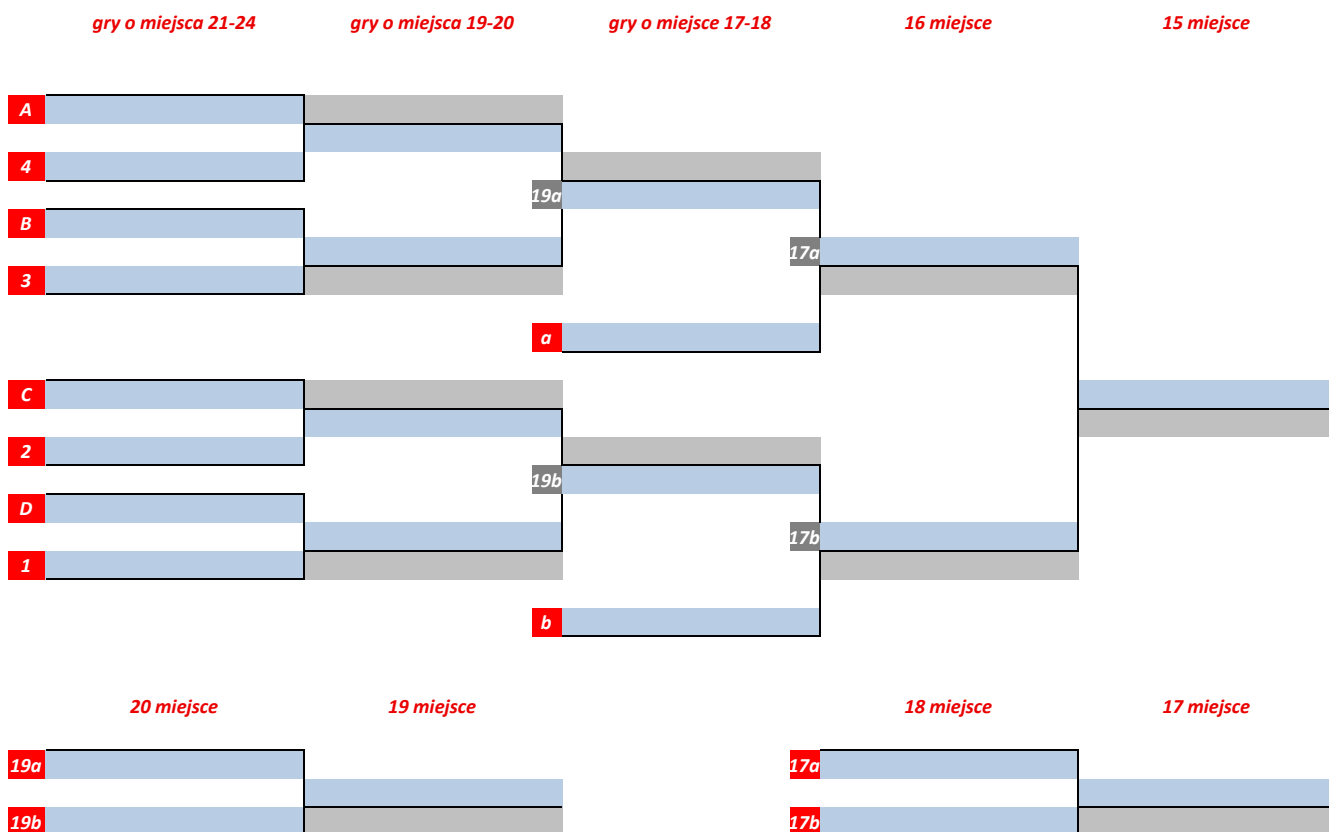 gry o miejsca 21-24 gry o miejsca 19-20 gry o miejsce 17-18 16 miejsce 15 miejsce
A
4
19a
B
17a
3
a
C
2
19b
D
17b
1
b
20 miejsce 19 miejsce 18 miejsce 17 miejsce
19a 17a
19b 17b